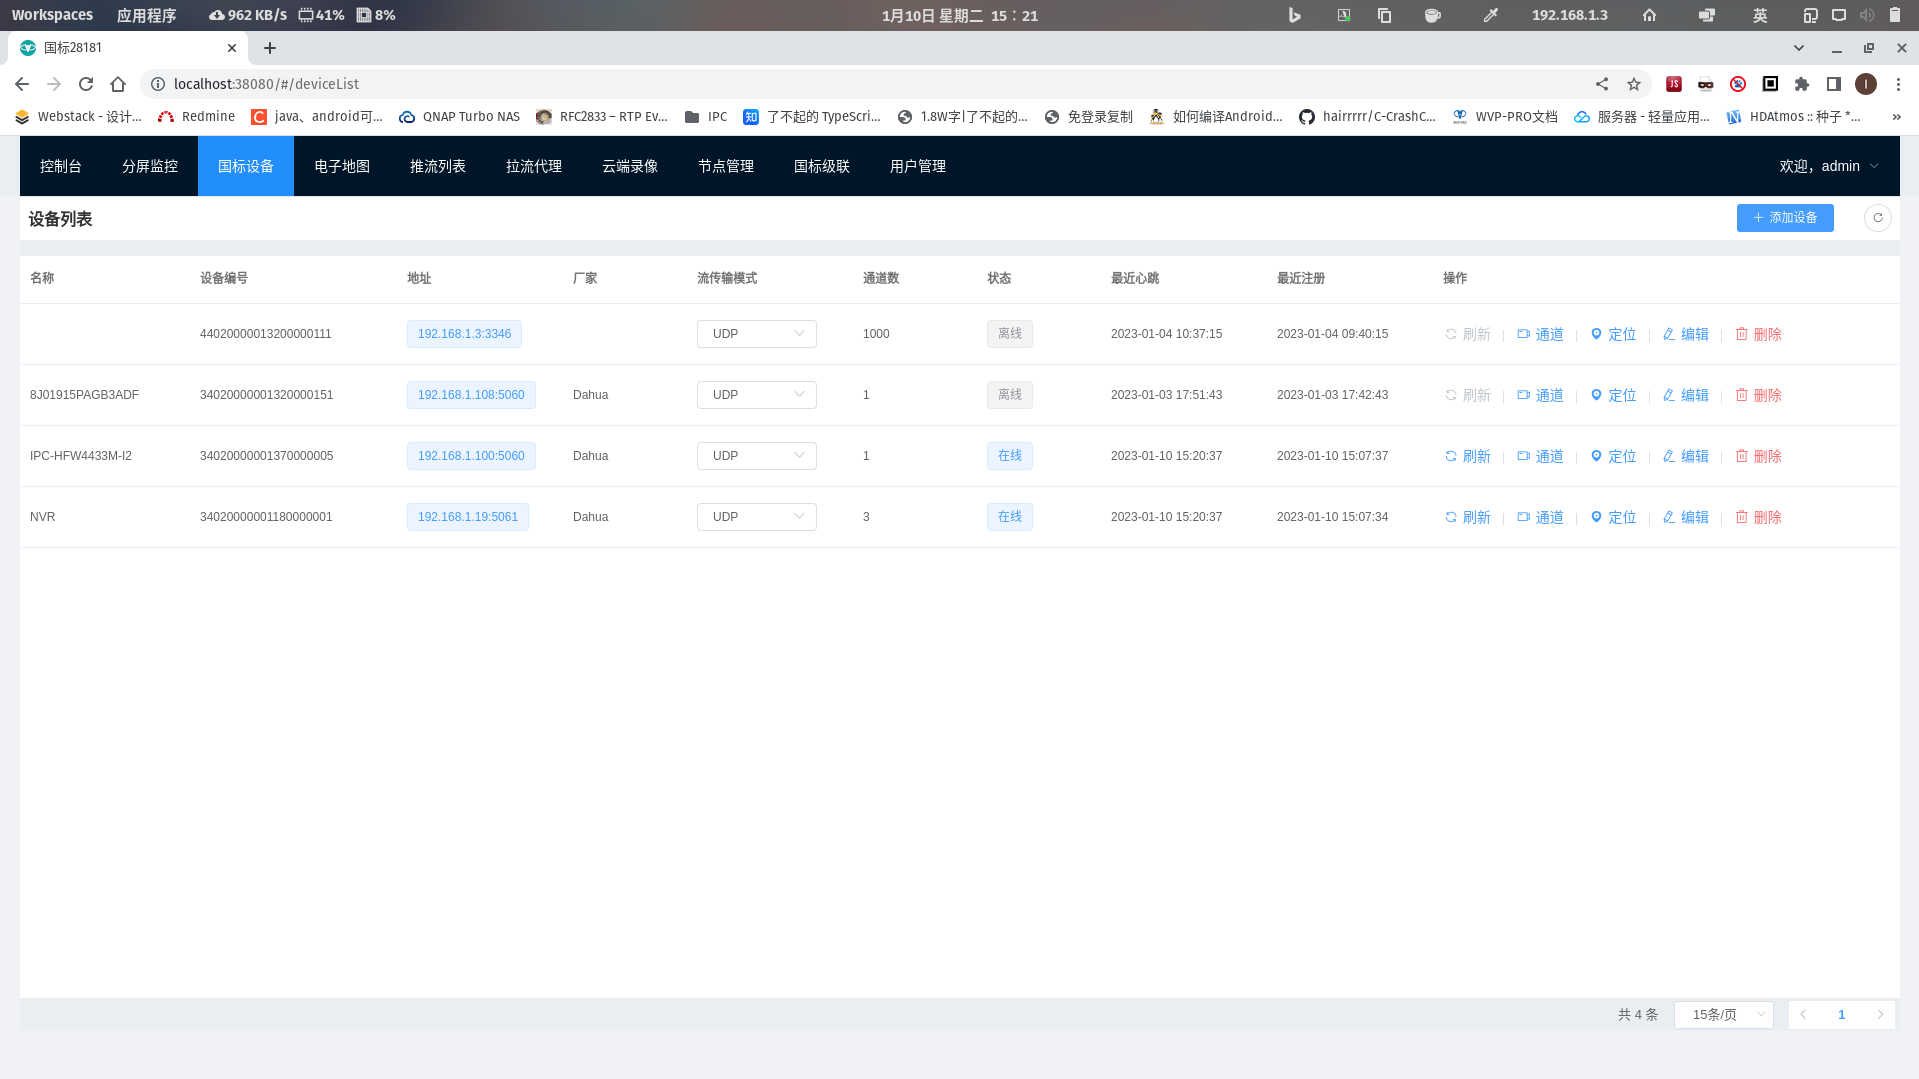 Workspaces 应用程序 962 KB/s 41% 8% 1月10日 星期二 15：21 192.168.1.3 英
国标28181
localhost:38080/#/deviceList
Webstack - 设计... Redmine java、android可... QNAP Turbo NAS RFC2833 – RTP Ev... IPC 了不起的 TypeScri... 1.8W字|了不起的... 免登录复制 如何编译Android... hairrrrr/C-CrashC... WVP-PRO文档 服务器 - 轻量应用... HDAtmos :: 种子 *... »
控制台 分屏监控 国标设备 电子地图 推流列表 拉流代理 云端录像 节点管理 国标级联 用户管理 欢迎，admin
设备列表 添加设备
名称 设备编号 地址 厂家 流传输模式 通道数 状态 最近心跳 最近注册 操作
44020000013200000111 192.168.1.3:3346 UDP 1000 离线 2023-01-04 10:37:15 2023-01-04 09:40:15 刷新 通道 定位 编辑 删除
8J01915PAGB3ADF 34020000001320000151 192.168.1.108:5060 Dahua UDP 1 离线 2023-01-03 17:51:43 2023-01-03 17:42:43 刷新 通道 定位 编辑 删除
IPC-HFW4433M-I2 34020000001370000005 192.168.1.100:5060 Dahua UDP 1 在线 2023-01-10 15:20:37 2023-01-10 15:07:37 刷新 通道 定位 编辑 删除
NVR 34020000001180000001 192.168.1.19:5061 Dahua UDP 3 在线 2023-01-10 15:20:37 2023-01-10 15:07:34 刷新 通道 定位 编辑 删除
共 4 条 15条/页 1